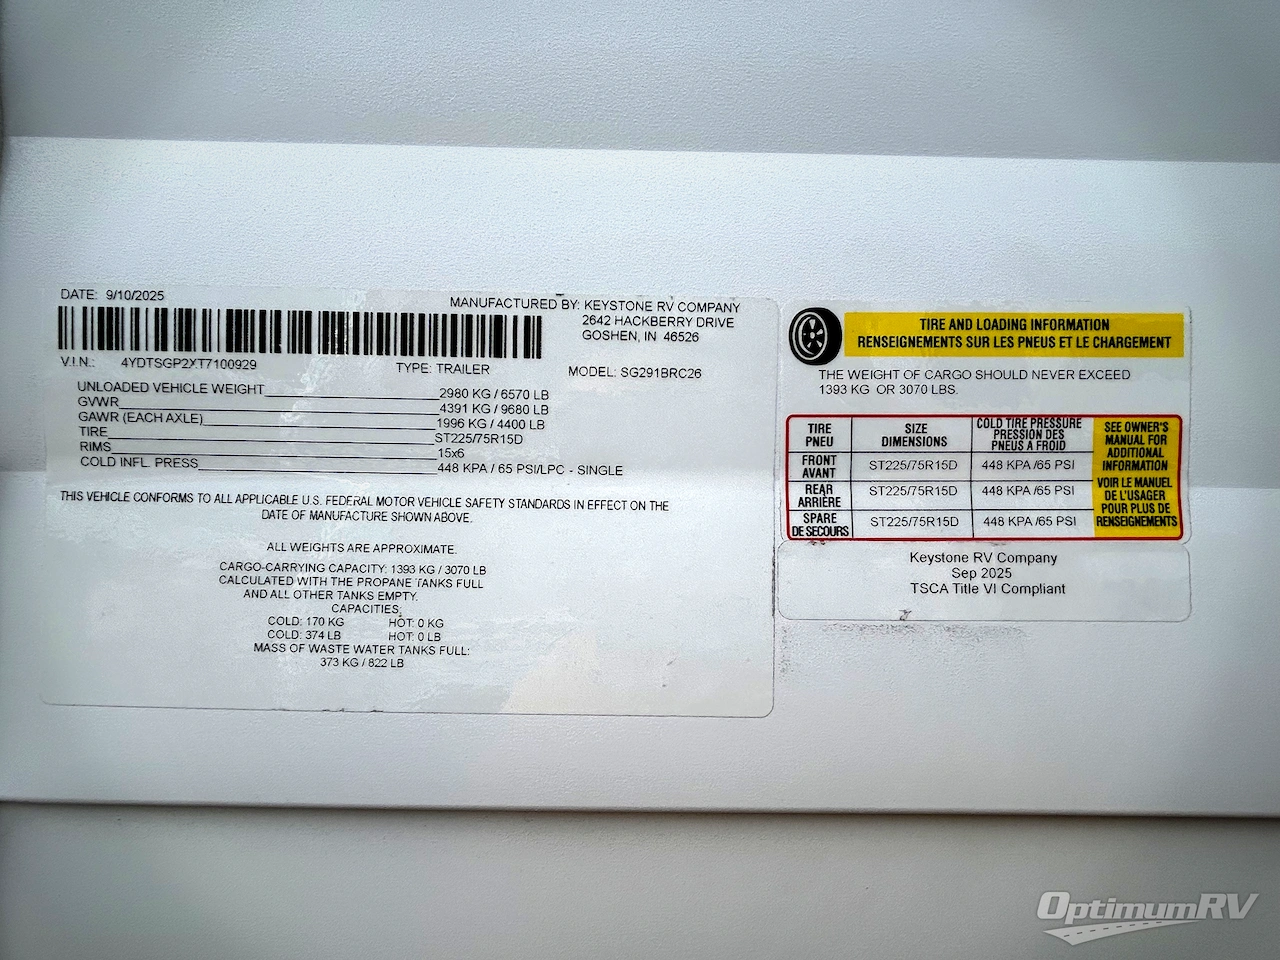 DATE: 9/10/2025
MANUFACTURED BY: KEYSTONE RV COMPANY
2642 HACKBERRY DRIVE
GOSHEN, IN 46526
V.I.N.: 4YDTSGP2XT7100929
TYPE: TRAILER
MODEL: SG291BRC26
UNLOADED VEHICLE WEIGHT 2980 KG / 6570 LB
GVWR 4391 KG / 9680 LB
GAWR (EACH AXLE) 1996 KG / 4400 LB
TIRE ST225/75R15D
RIMS 15x6
COLD INFL. PRESS 448 KPA / 65 PSI/LPC - SINGLE
THIS VEHICLE CONFORMS TO ALL APPLICABLE U.S. FEDERAL MOTOR VEHICLE SAFETY STANDARDS IN EFFECT ON THE
DATE OF MANUFACTURE SHOWN ABOVE.
ALL WEIGHTS ARE APPROXIMATE.
CARGO-CARRYING CAPACITY: 1393 KG / 3070 LB
CALCULATED WITH THE PROPANE TANKS FULL
AND ALL OTHER TANKS EMPTY.
CAPACITIES:
COLD: 170 KG HOT: 0 KG
COLD: 374 LB HOT: 0 LB
MASS OF WASTE WATER TANKS FULL:
373 KG / 822 LB
TIRE AND LOADING INFORMATION
RENSEIGNEMENTS SUR LES PNEUS ET LE CHARGEMENT
THE WEIGHT OF CARGO SHOULD NEVER EXCEED
1393 KG OR 3070 LBS.
TIRE
PNEU
SIZE
DIMENSIONS
COLD TIRE PRESSURE
PRESSION DES
PNEUS A FROID
FRONT
AVANT
ST225/75R15D
448 KPA /65 PSI
REAR
ARRIÈRE
ST225/75R15D
448 KPA /65 PSI
SPARE
DE SECOURS
ST225/75R15D
448 KPA /65 PSI
SEE OWNER'S
MANUAL FOR
ADDITIONAL
INFORMATION
VOIR LE MANUEL
DE L'USAGER
POUR PLUS DE
RENSEIGNEMENTS
Keystone RV Company
Sep 2025
TSCA Title VI Compliant
OptimumRV